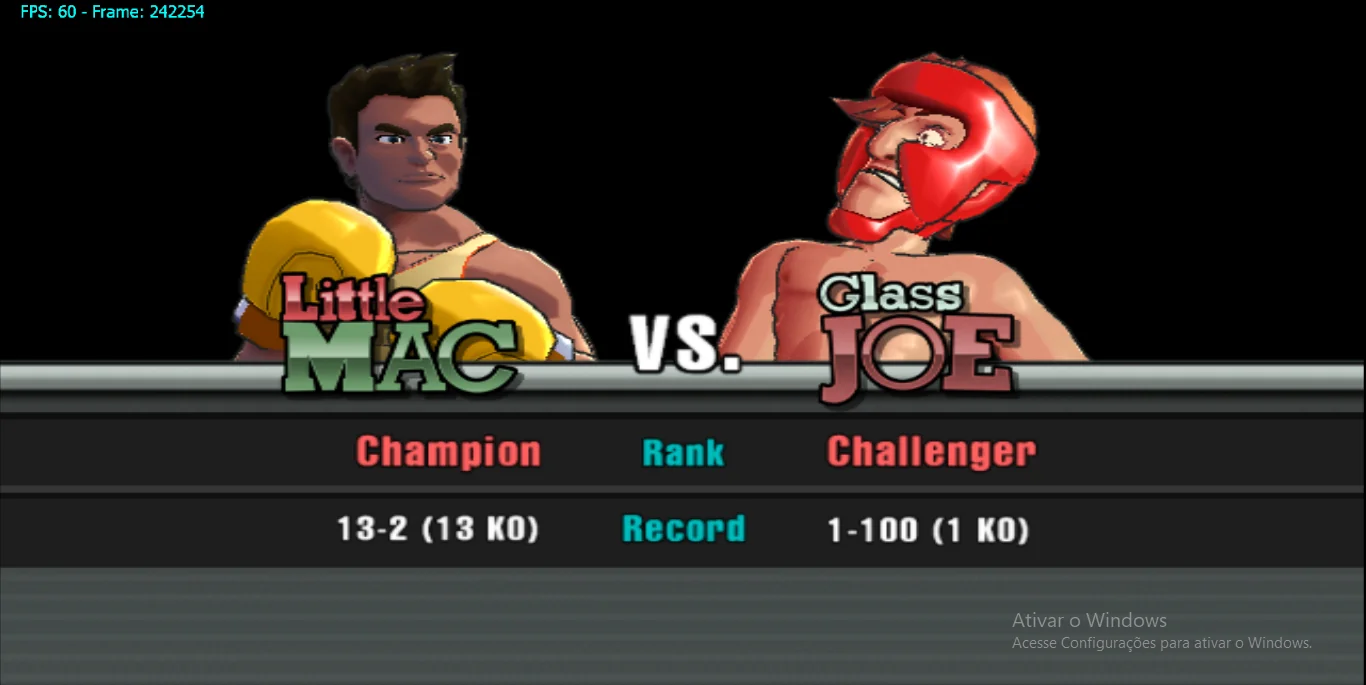 FPS: 60 - Frame: 242254
Little
MAC
VS.
Glass
JOE
Champion Rank Challenger
13-2 (13 KO) Record 1-100 (1 KO)
Ativar o Windows
Acesse Configurações para ativar o Windows.